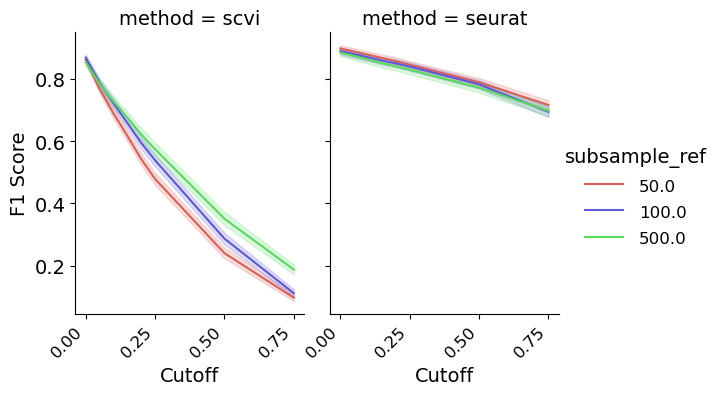 method = scvi
method = seurat
F1 Score
0.8
0.6
0.4
0.2
0.00
0.25
0.50
0.75
Cutoff
0.00
0.25
0.50
0.75
Cutoff
subsample_ref
50.0
100.0
500.0